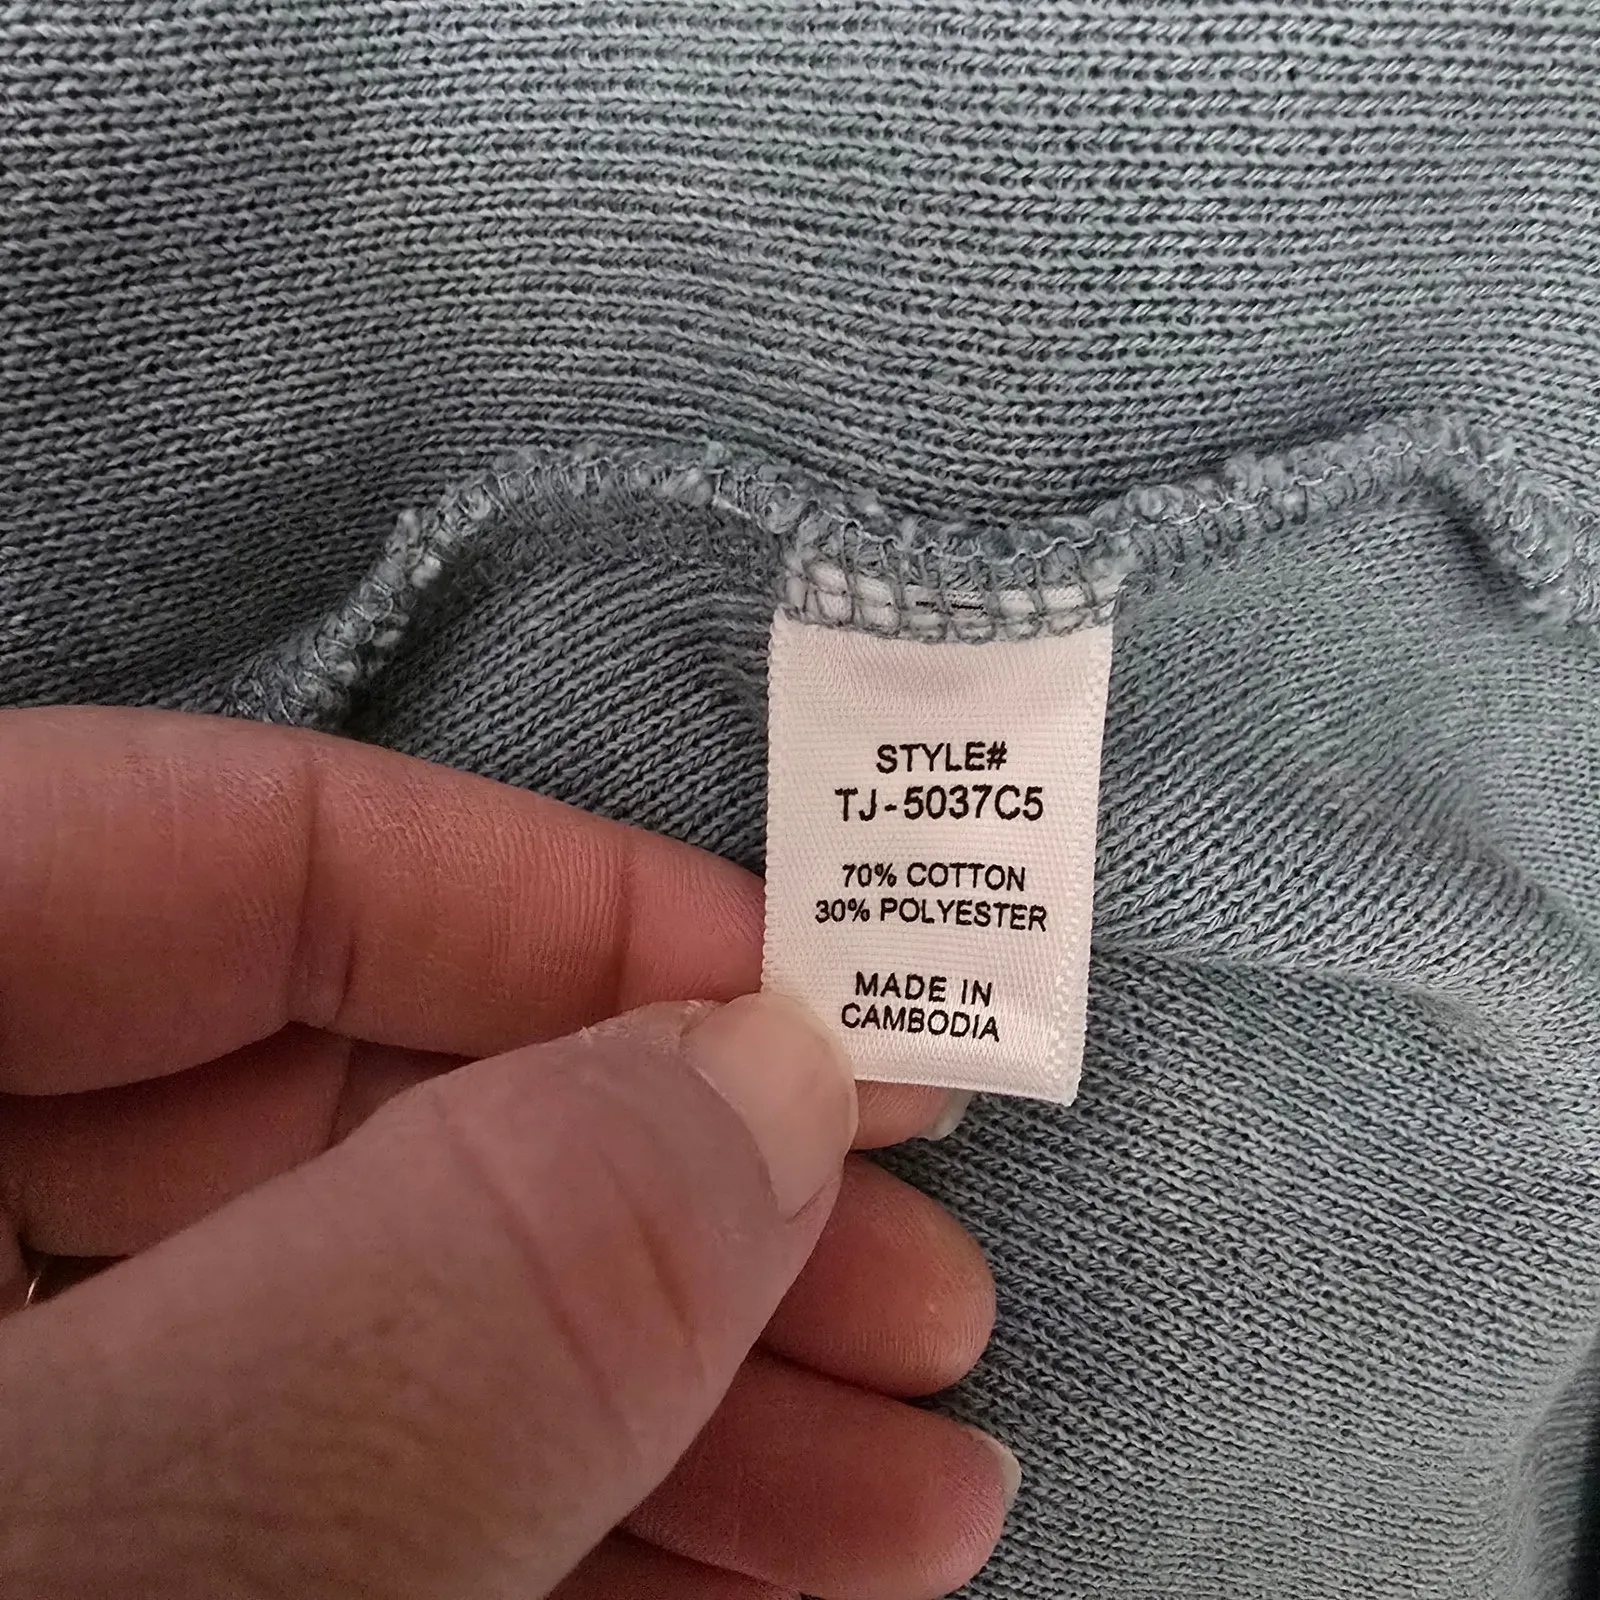 STYLE#
TJ-5037C5
70% COTTON
30% POLYESTER
MADE IN
CAMBODIA